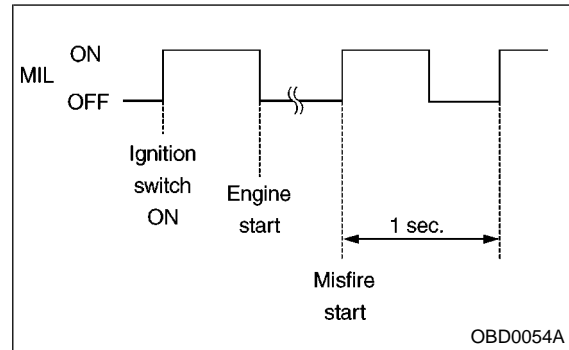 ON
MIL
OFF
Ignition
switch
ON
Engine
start
1 sec.
Misfire
start
OBD0054A